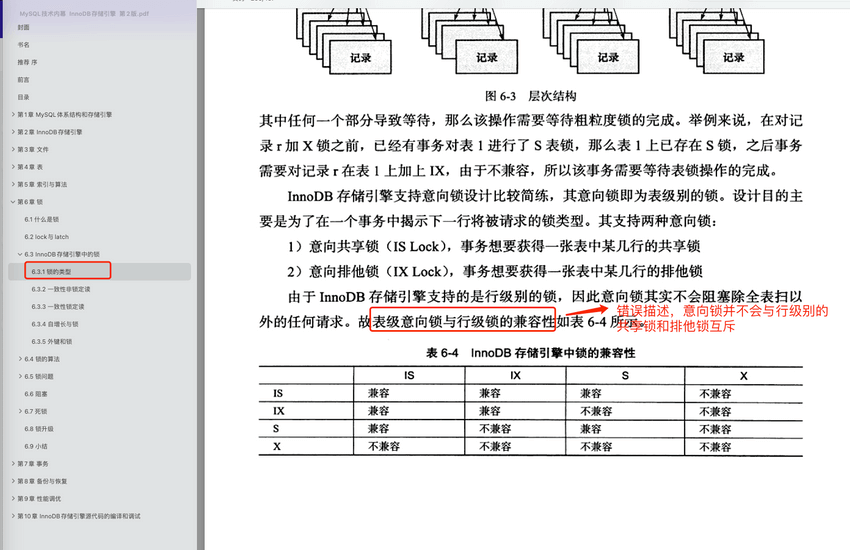 MySQL技术内幕 InnoDB存储引擎 第2版.pdf
封面
书名
推荐 序
前言
目录
第1章 MySQL体系结构和存储引擎
第2章 InnoDB存储引擎
第3章 文件
第4章 表
第5章 索引与算法
第6章 锁
6.1 什么是锁
6.2 lock与latch
6.3 InnoDB存储引擎中的锁
6.3.1 锁的类型
6.3.2 一致性非锁定读
6.3.3 一致性锁定读
6.3.4 自增长与锁
6.3.5 外键和锁
6.4 锁的算法
6.5 锁问题
6.6 阻塞
6.7 死锁
6.8 锁升级
6.9 小结
第7章 事务
第8章 备份与恢复
第9章 性能调优
第10章 InnoDB存储引擎源代码的编译和调试
记录 记录 记录 记录
图 6-3 层次结构
其中任何一个部分导致等待，那么该操作需要等待粗粒度锁的完成。举例来说，在对记
录 r 加 X 锁之前，已经有事务对表 1 进行了 S 表锁，那么表 1 上已存在 S 锁，之后事务
需要对记录 r 在表 1 上加上 IX，由于不兼容，所以该事务需要等待表锁操作的完成。
InnoDB 存储引擎支持意向锁设计比较简练，其意向锁即为表级别的锁。设计目的主
要是为了在一个事务中揭示下一行将被请求的锁类型。其支持两种意向锁：
1）意向共享锁（IS Lock），事务想要获得一张表中某几行的共享锁
2）意向排他锁（IX Lock），事务想要获得一张表中某几行的排他锁
由于 InnoDB 存储引擎支持的是行级别的锁，因此意向锁其实不会阻塞除全表扫以
外的任何请求。故表级意向锁与行级锁的兼容性如表 6-4 所示。
错误描述，意向锁并不会与行级别的
共享锁和排他锁互斥
表 6-4 InnoDB 存储引擎中锁的兼容性
IS IX S X
IS 兼容 兼容 兼容 不兼容
IX 兼容 兼容 不兼容 不兼容
S 兼容 不兼容 兼容 不兼容
X 不兼容 不兼容 不兼容 不兼容